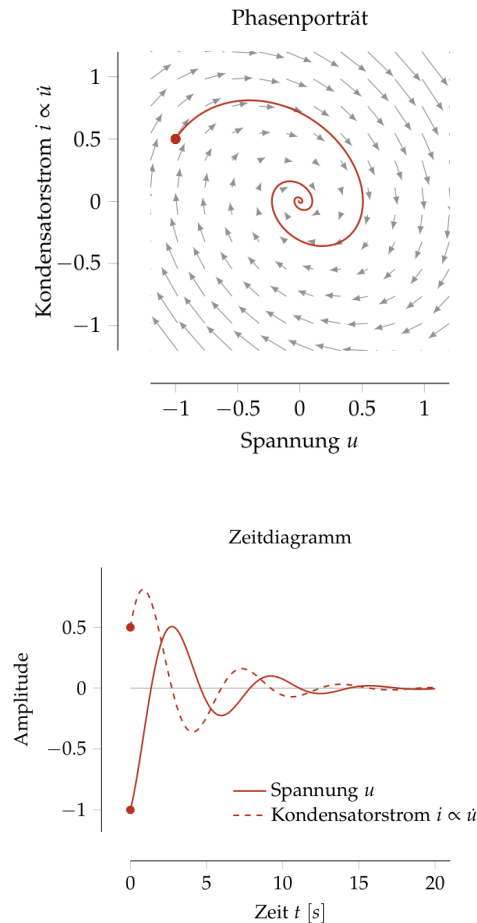 Phasenporträt
1
0.5
0
−0.5
−1
Kondensatorstrom i ∝ u̇
−1 −0.5 0 0.5 1
Spannung u
Zeitdiagramm
0.5
0
−0.5
−1
Amplitude
Spannung u
Kondensatorstrom i ∝ u̇
0 5 10 15 20
Zeit t [s]